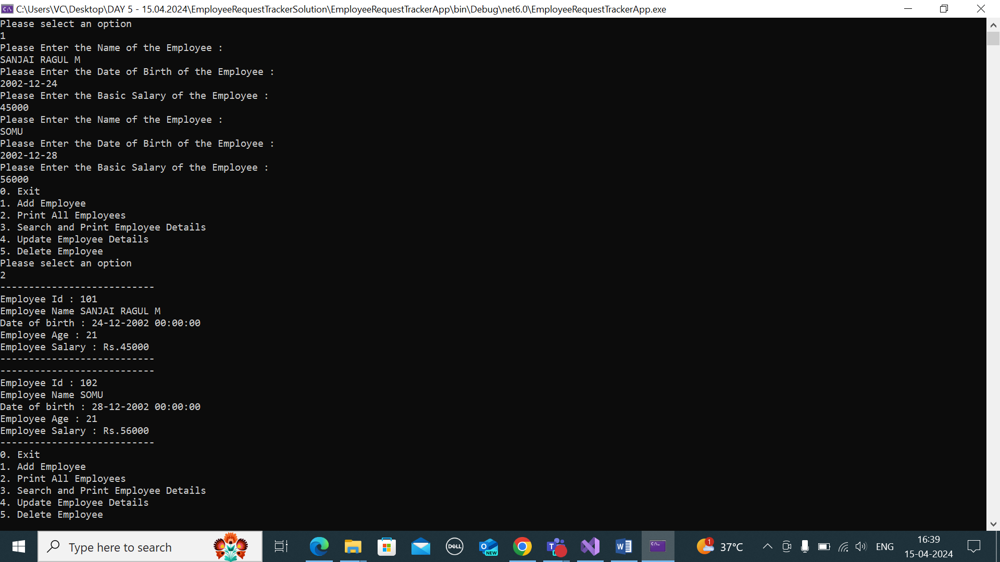 C:\Users\VC\Desktop\DAY 5 - 15.04.2024\EmployeeRequestTrackerSolution\EmployeeRequestTrackerApp\bin\Debug\net6.0\EmployeeRequestTrackerApp.exe
Please select an option
1
Please Enter the Name of the Employee :
SANJAI RAGUL M
Please Enter the Date of Birth of the Employee :
2002-12-24
Please Enter the Basic Salary of the Employee :
45000
Please Enter the Name of the Employee :
SOMU
Please Enter the Date of Birth of the Employee :
2002-12-28
Please Enter the Basic Salary of the Employee :
56000
0. Exit
1. Add Employee
2. Print All Employees
3. Search and Print Employee Details
4. Update Employee Details
5. Delete Employee
Please select an option
2
---------------------------
Employee Id : 101
Employee Name SANJAI RAGUL M
Date of birth : 24-12-2002 00:00:00
Employee Age : 21
Employee Salary : Rs.45000
---------------------------
---------------------------
Employee Id : 102
Employee Name SOMU
Date of birth : 28-12-2002 00:00:00
Employee Age : 21
Employee Salary : Rs.56000
---------------------------
0. Exit
1. Add Employee
2. Print All Employees
3. Search and Print Employee Details
4. Update Employee Details
5. Delete Employee
Type here to search
DELL
NEW
1
37°C
ENG
16:39
15-04-2024